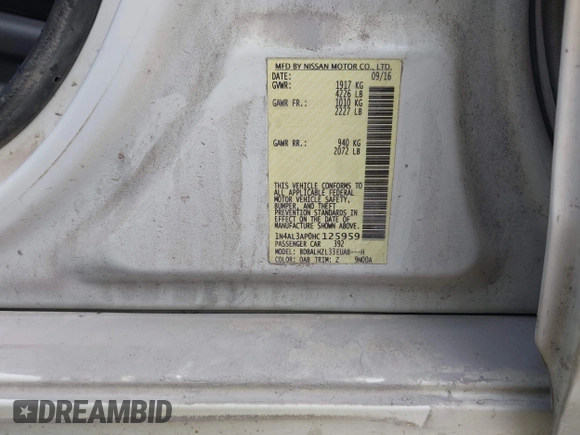 MFD BY NISSAN MOTOR CO., LTD.
DATE: 09/16
GVWR: 1917 KG
4226 LB
GAWR FR.: 1010 KG
2227 LB
GAWR RR.: 940 KG
2072 LB
THIS VEHICLE CONFORMS TO
ALL APPLICABLE FEDERAL
MOTOR VEHICLE SAFETY,
BUMPER, AND THEFT
PREVENTION STANDARDS
IN EFFECT ON THE DATE OF
MANUFACTURE SHOWN ABOVE.
1N4AL3AP0HC125959
PASSENGER CAR 392
MODEL: BDBALHZL33EUAB---H
COLOR: QAB TRIM: Z 9N00A
DREAMBID